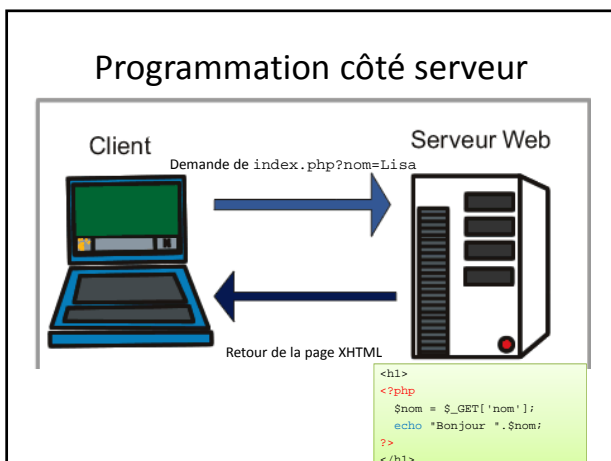 Programmation côté serveur
Client
Serveur Web
Demande de index.php?nom=Lisa
Retour de la page XHTML
<h1>
<?php
$nom = $_GET['nom'];
echo "Bonjour ".$nom;
?>
</h1>